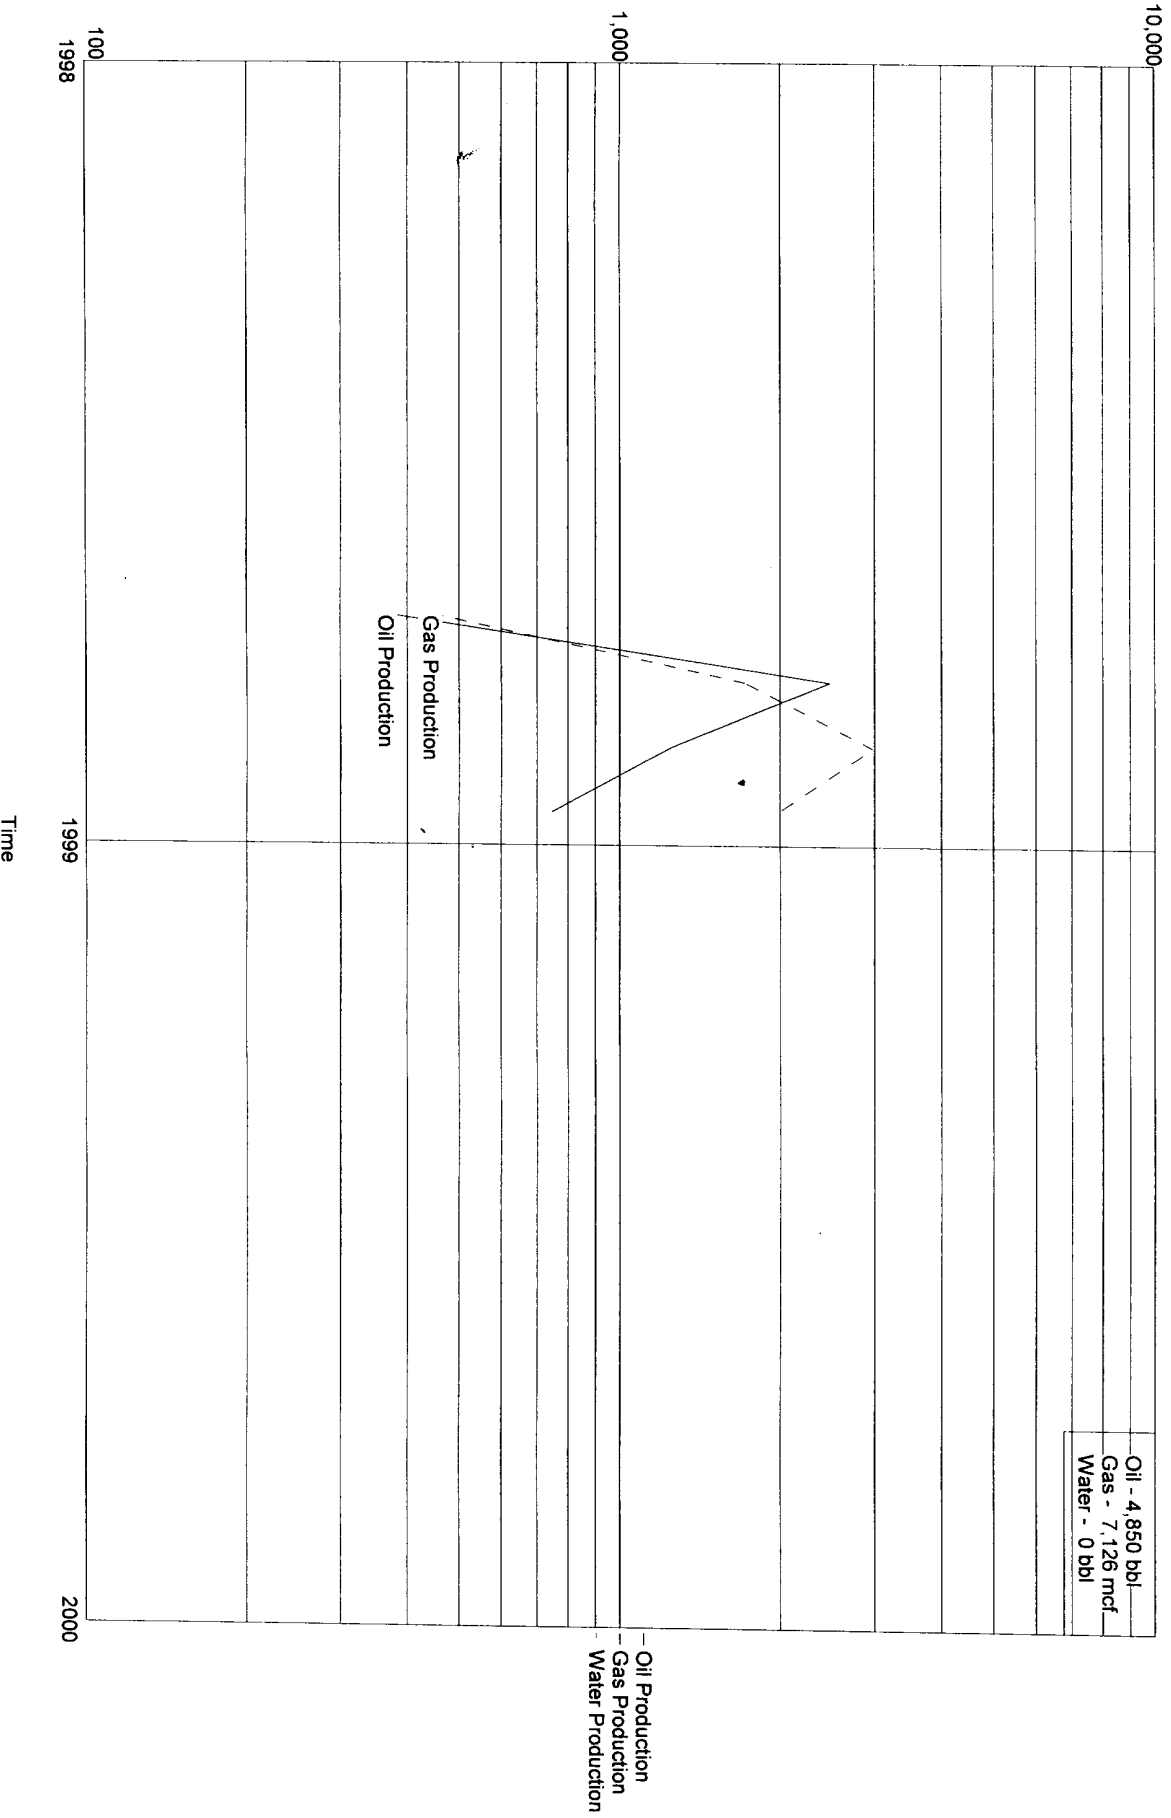 10,000
1,000
100
1998
1999
2000
Time
Gas Production
Oil Production
Oil - 4,850 bbl
Gas - 7,126 mcf
Water - 0 bbl
Oil Production
Gas Production
Water Production